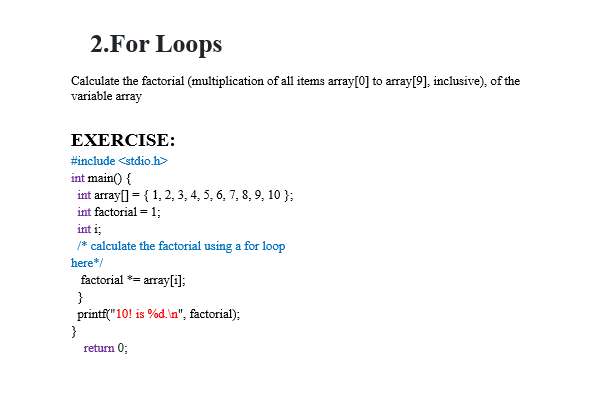 2.For Loops
Calculate the factorial (multiplication of all items array[0] to array[9], inclusive), of the
variable array
EXERCISE:
#include <stdio.h>
int main() {
int array[] = { 1, 2, 3, 4, 5, 6, 7, 8, 9, 10 };
int factorial = 1;
int i;
/* calculate the factorial using a for loop
here*/
factorial *= array[i];
}
printf("10! is %d.\n", factorial);
}
return 0;